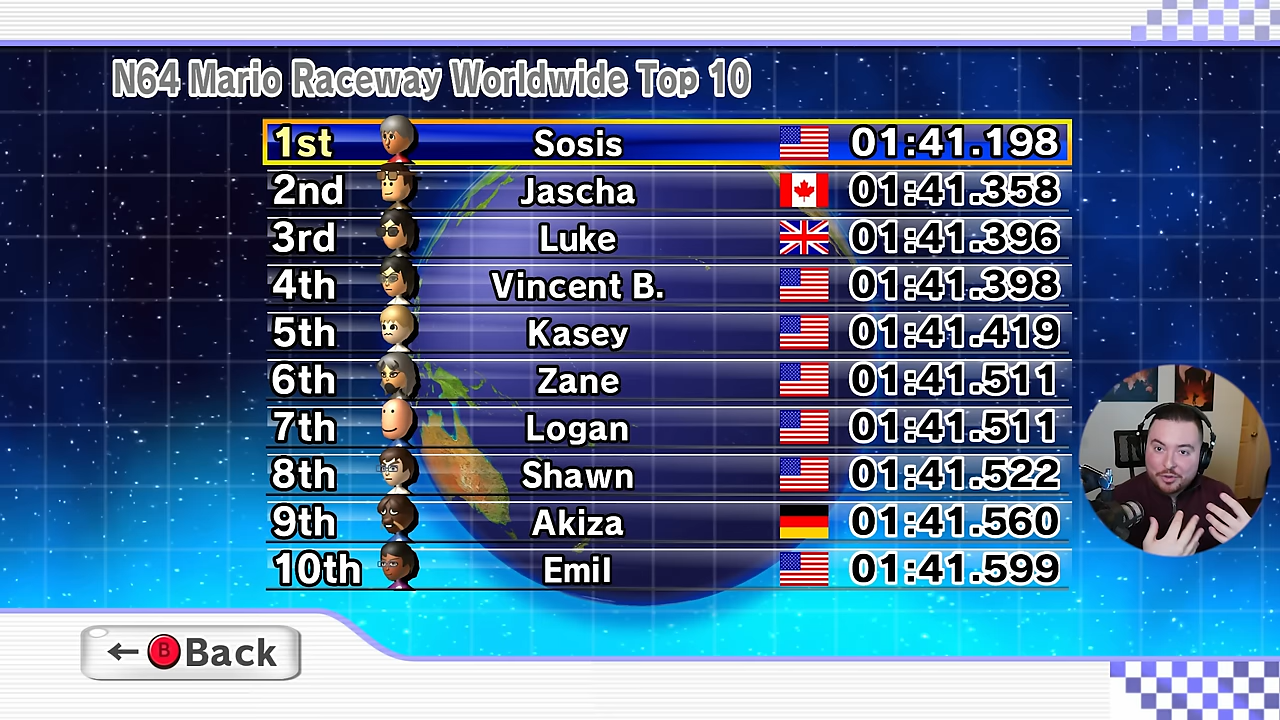 N64 Mario Raceway Worldwide Top 10
1st Sosis 01:41.198
2nd Jascha 01:41.358
3rd Luke 01:41.396
4th Vincent B. 01:41.398
5th Kasey 01:41.419
6th Zane 01:41.511
7th Logan 01:41.511
8th Shawn 01:41.522
9th Akiza 01:41.560
10th Emil 01:41.599
← B Back